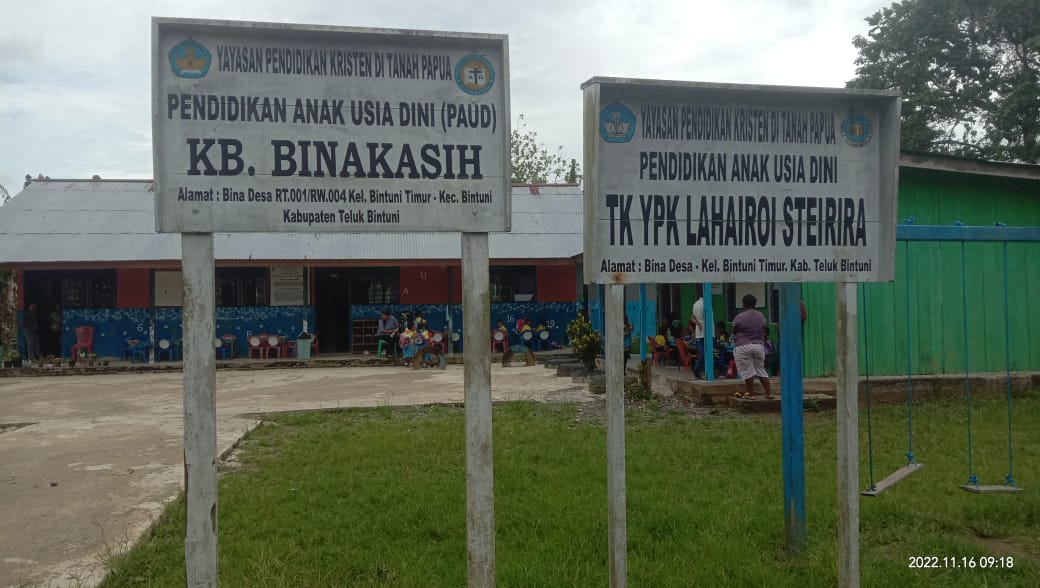 YAYASAN PENDIDIKAN KRISTEN DI TANAH PAPUA
PENDIDIKAN ANAK USIA DINI (PAUD)
KB. BINAKASIH
Alamat : Bina Desa RT.001/RW.004 Kel. Bintuni Timur - Kec. Bintuni
Kabupaten Teluk Bintuni
YAYASAN PENDIDIKAN KRISTEN DI TANAH PAPUA
PENDIDIKAN ANAK USIA DINI
TK YPK LAHAIROI STEIRIRA
Alamat : Bina Desa - Kel. Bintuni Timur. Kab. Teluk Bintuni
2022.11.16 09:18